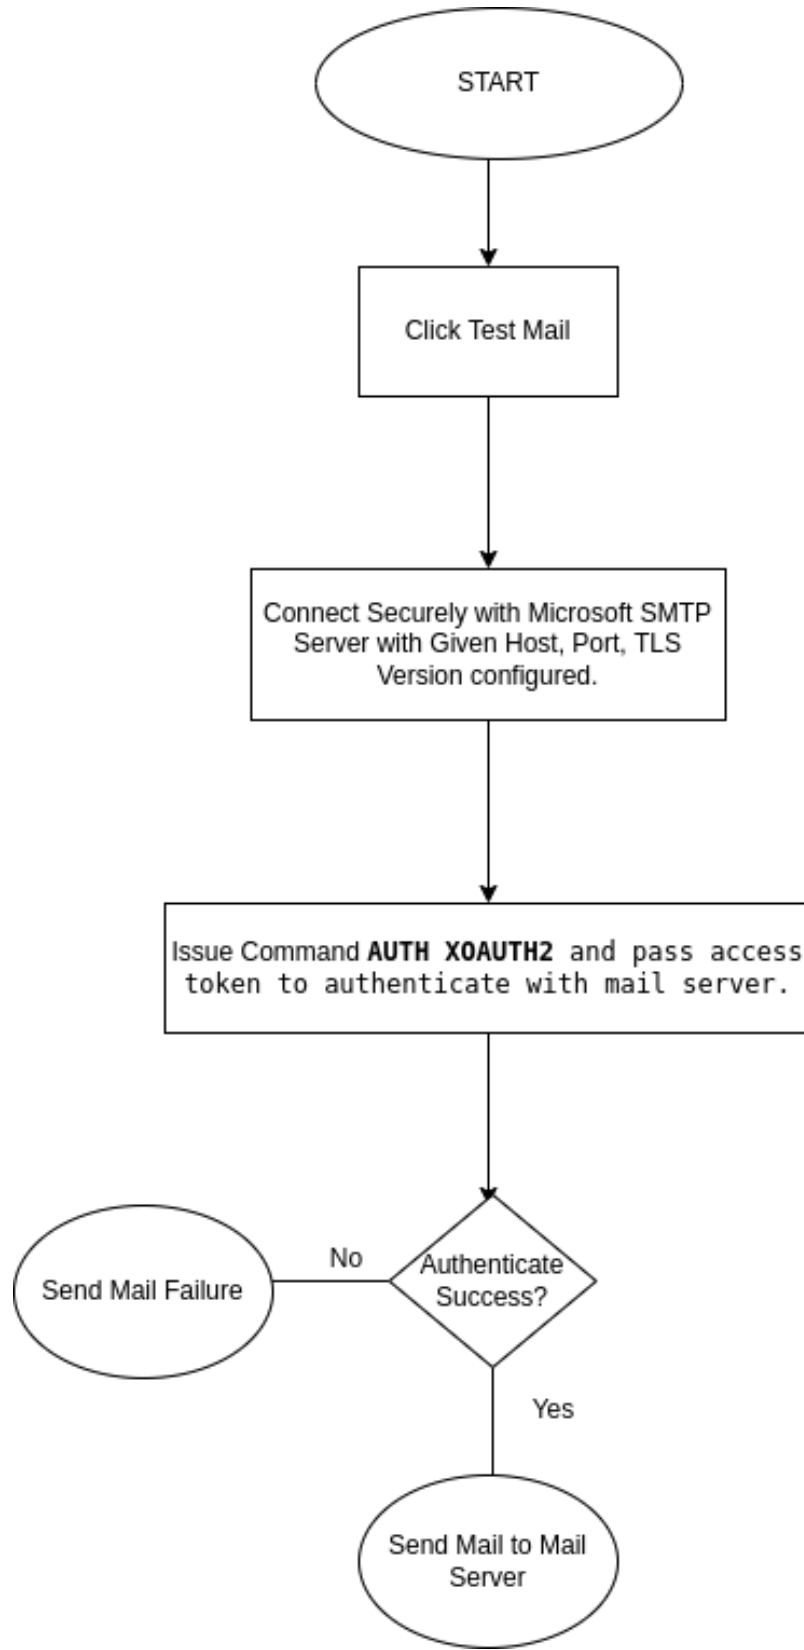 START
Click Test Mail
Connect Securely with Microsoft SMTP
Server with Given Host, Port, TLS
Version configured.
Issue Command AUTH XOAUTH2 and pass access
token to authenticate with mail server.
No
Authenticate
Success?
Send Mail Failure
Yes
Send Mail to Mail
Server